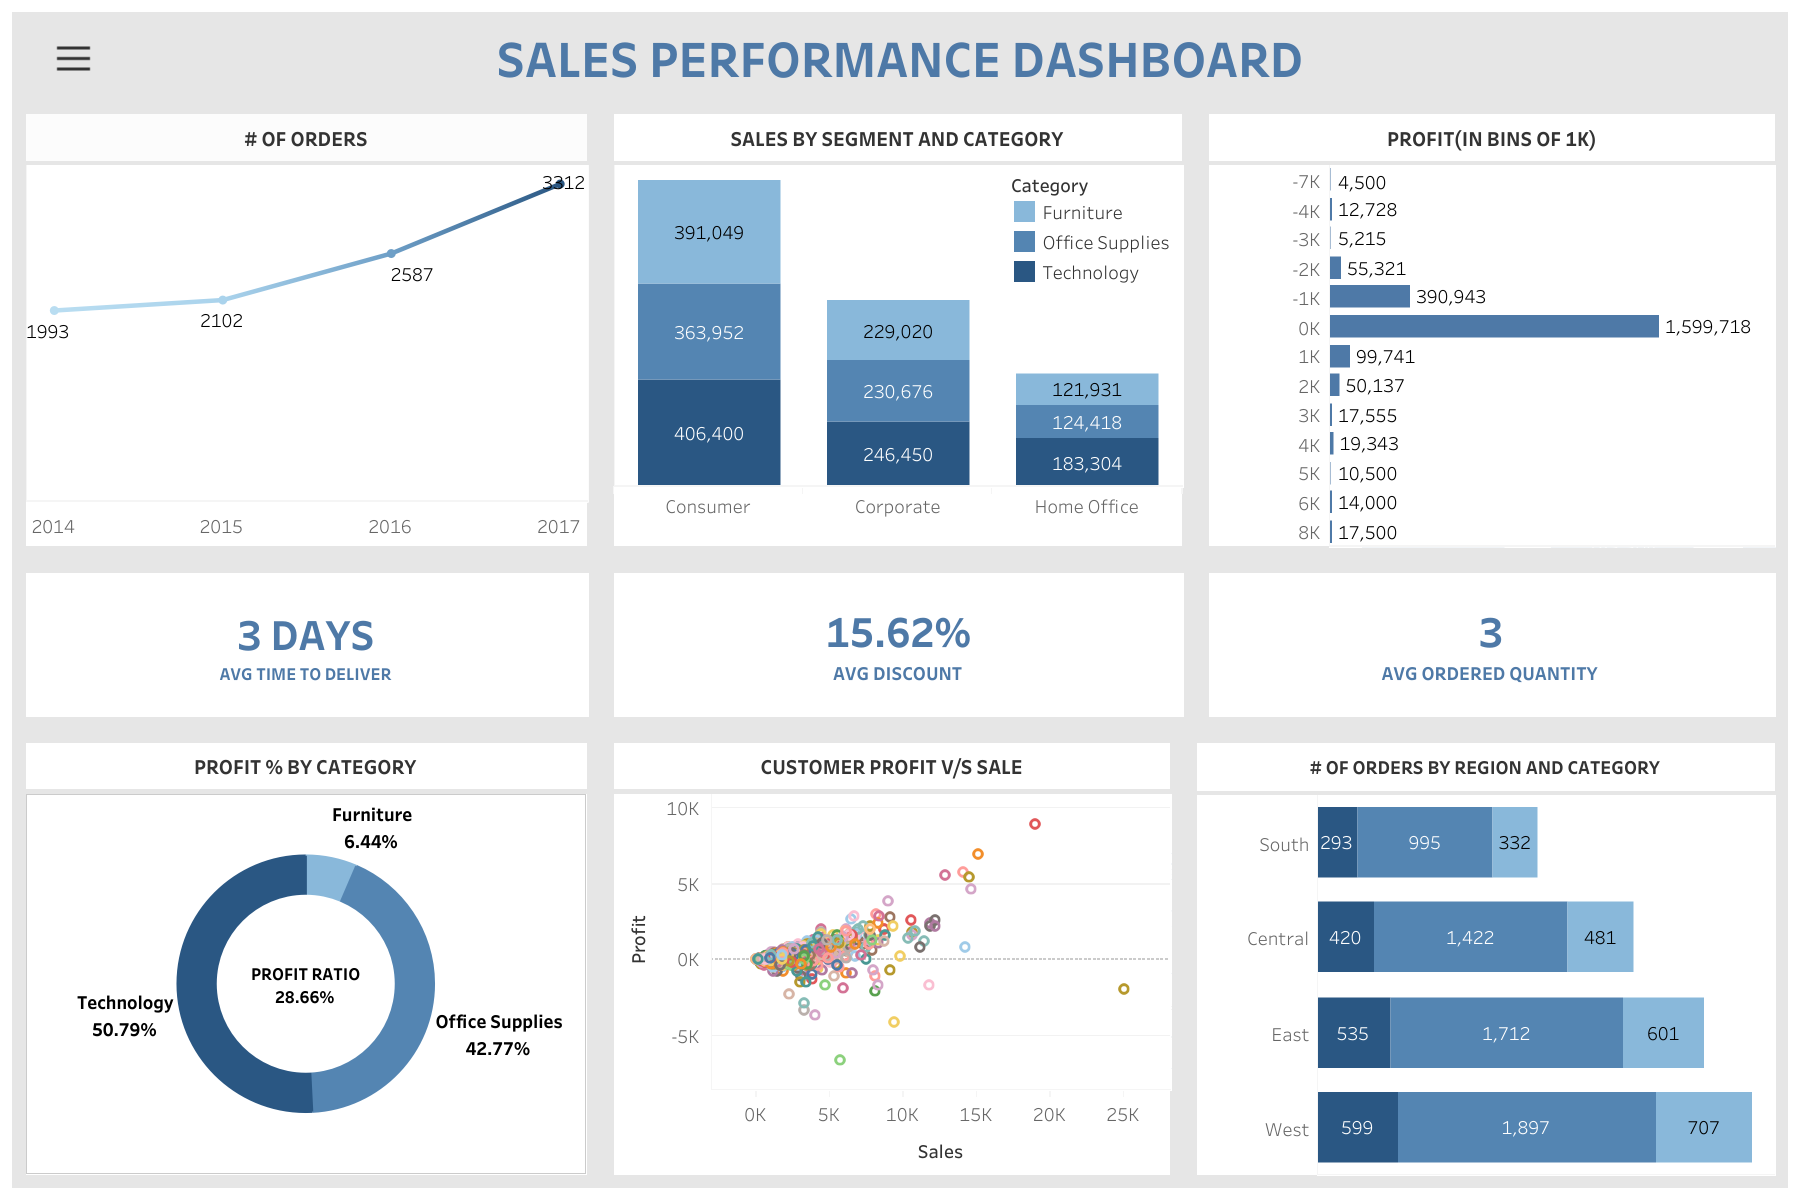 SALES PERFORMANCE DASHBOARD
# OF ORDERS
3312
2587
2102
1993
2014 2015 2016 2017
SALES BY SEGMENT AND CATEGORY
Category
Furniture
Office Supplies
Technology
391,049
363,952
406,400
229,020
230,676
246,450
121,931
124,418
183,304
Consumer Corporate Home Office
PROFIT(IN BINS OF 1K)
-7K 4,500
-4K 12,728
-3K 5,215
-2K 55,321
-1K 390,943
0K 1,599,718
1K 99,741
2K 50,137
3K 17,555
4K 19,343
5K 10,500
6K 14,000
8K 17,500
3 DAYS
AVG TIME TO DELIVER
15.62%
AVG DISCOUNT
3
AVG ORDERED QUANTITY
PROFIT % BY CATEGORY
Furniture
6.44%
PROFIT RATIO
28.66%
Technology
50.79%
Office Supplies
42.77%
CUSTOMER PROFIT V/S SALE
10K
5K
0K
-5K
Profit
0K 5K 10K 15K 20K 25K
Sales
# OF ORDERS BY REGION AND CATEGORY
South 293 995 332
Central 420 1,422 481
East 535 1,712 601
West 599 1,897 707